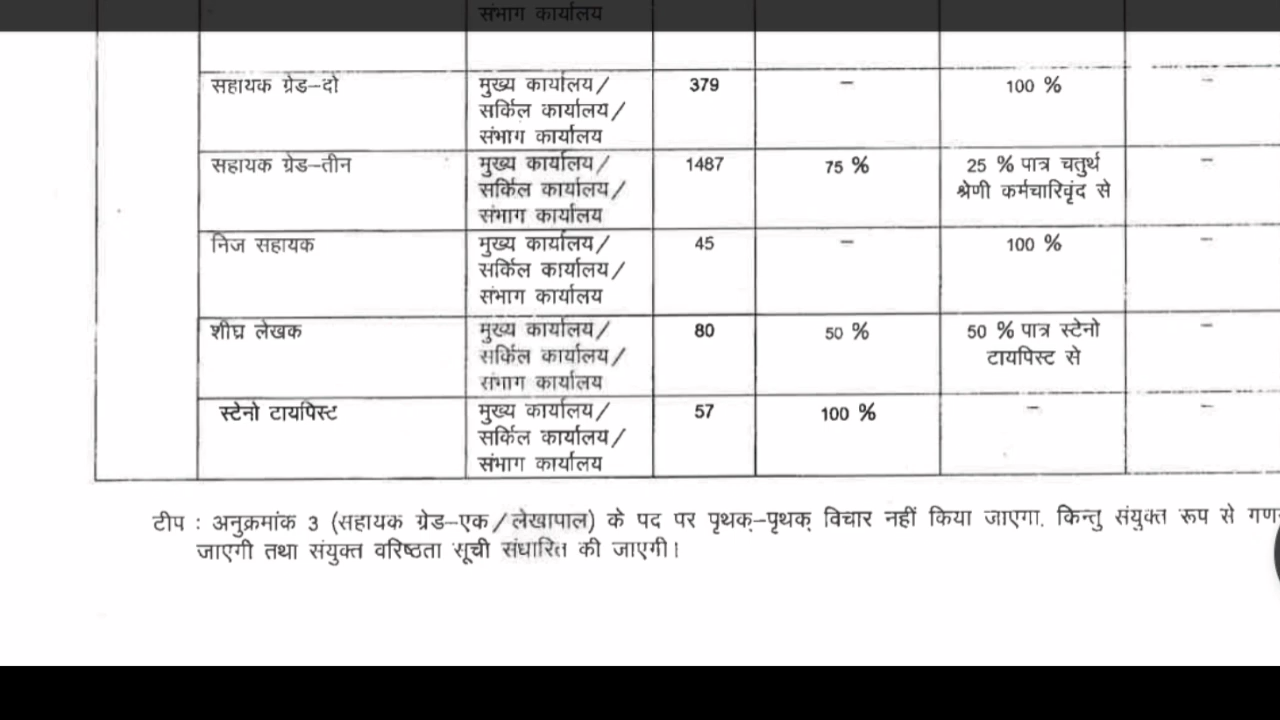 संभाग कार्यालय
सहायक ग्रेड–दो मुख्य कार्यालय/ 379 – 100 % –
सर्किल कार्यालय/
संभाग कार्यालय
सहायक ग्रेड–तीन मुख्य कार्यालय/ 1487 75 % 25 % पात्र चतुर्थ –
सर्किल कार्यालय/ श्रेणी कर्मचारिवृंद से
संभाग कार्यालय
निज सहायक मुख्य कार्यालय/ 45 – 100 % –
सर्किल कार्यालय/
संभाग कार्यालय
शीघ्र लेखक मुख्य कार्यालय/ 80 50 % 50 % पात्र स्टेनो –
सर्किल कार्यालय/ टायपिस्ट से
संभाग कार्यालय
स्टेनो टायपिस्ट मुख्य कार्यालय/ 57 100 % – –
सर्किल कार्यालय/
संभाग कार्यालय
टीप : अनुक्रमांक 3 (सहायक ग्रेड–एक/लेखापाल) के पद पर पृथक्–पृथक् विचार नहीं किया जाएगा. किन्तु संयुक्त रूप से
जाएगी तथा संयुक्त वरिष्ठता सूची संधारित की जाएगी।